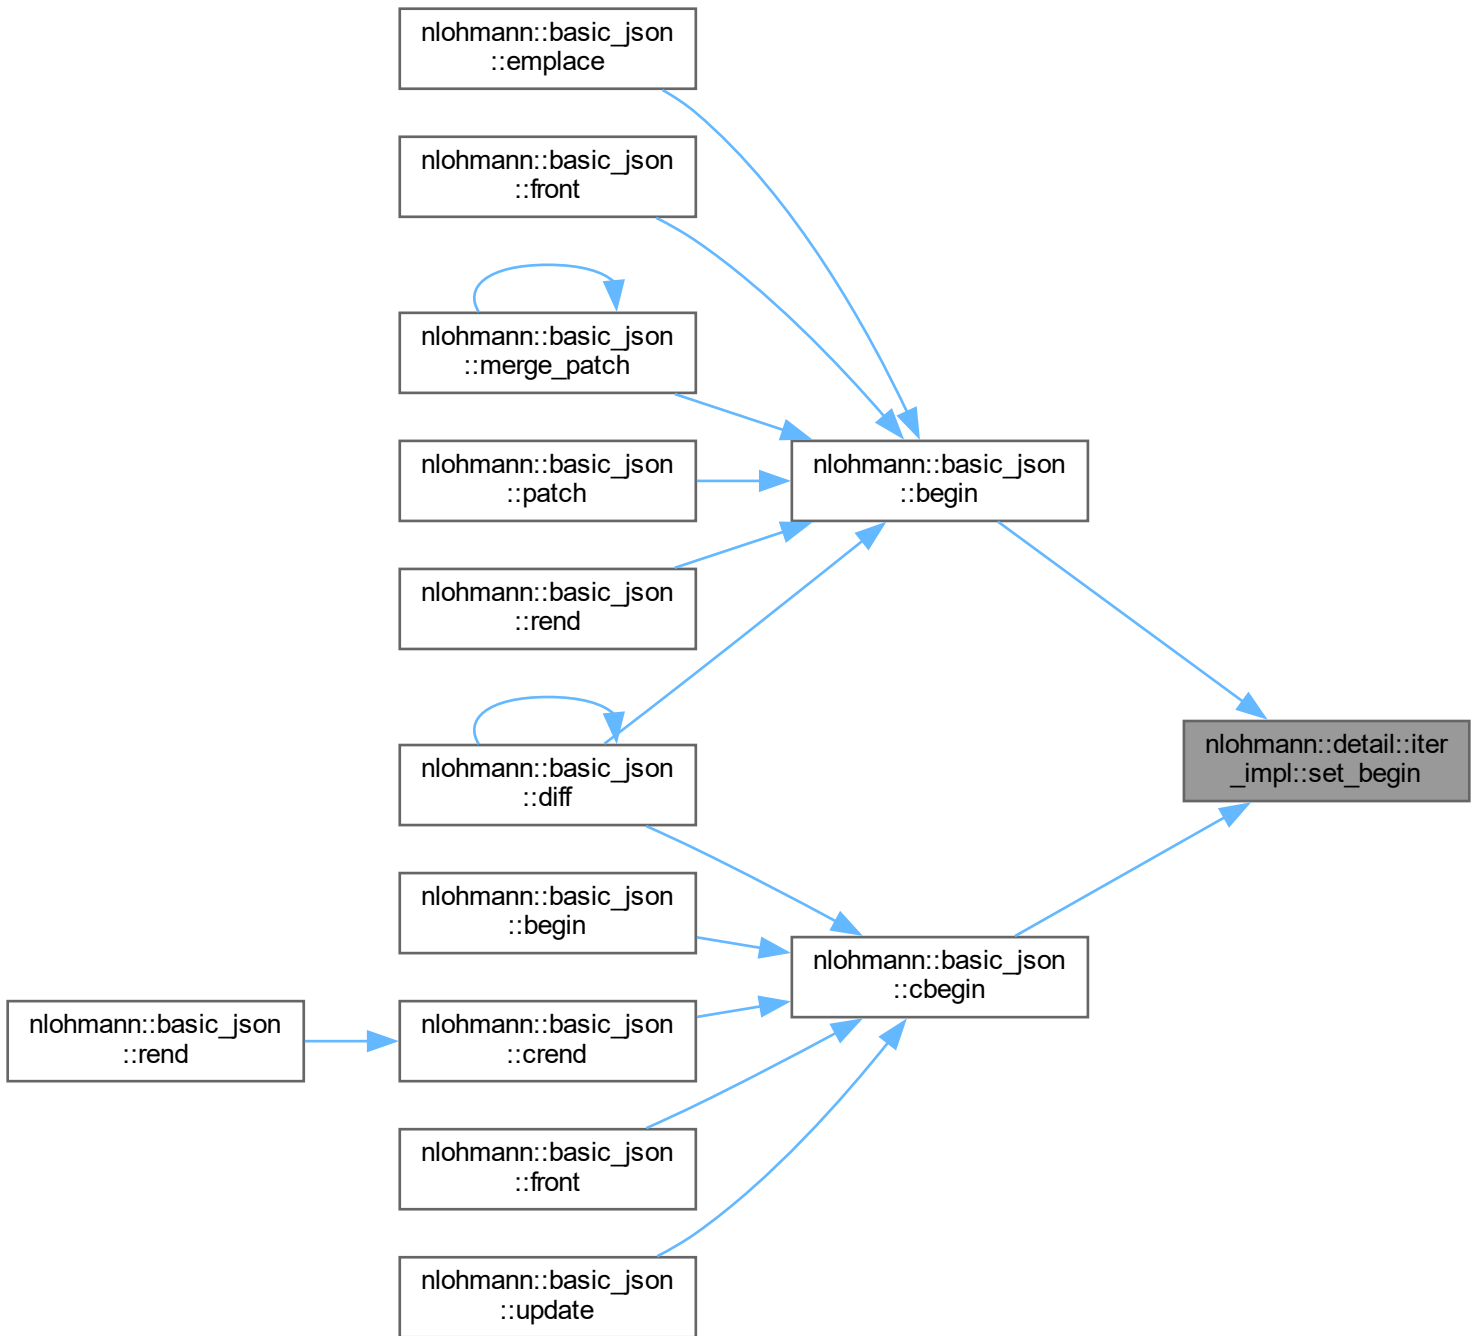 nlohmann::basic_json
::emplace
nlohmann::basic_json
::front
nlohmann::basic_json
::merge_patch
nlohmann::basic_json
::patch
nlohmann::basic_json
::begin
nlohmann::basic_json
::rend
nlohmann::detail::iter
_impl::set_begin
nlohmann::basic_json
::diff
nlohmann::basic_json
::begin
nlohmann::basic_json
::cbegin
nlohmann::basic_json
::rend
nlohmann::basic_json
::crend
nlohmann::basic_json
::front
nlohmann::basic_json
::update